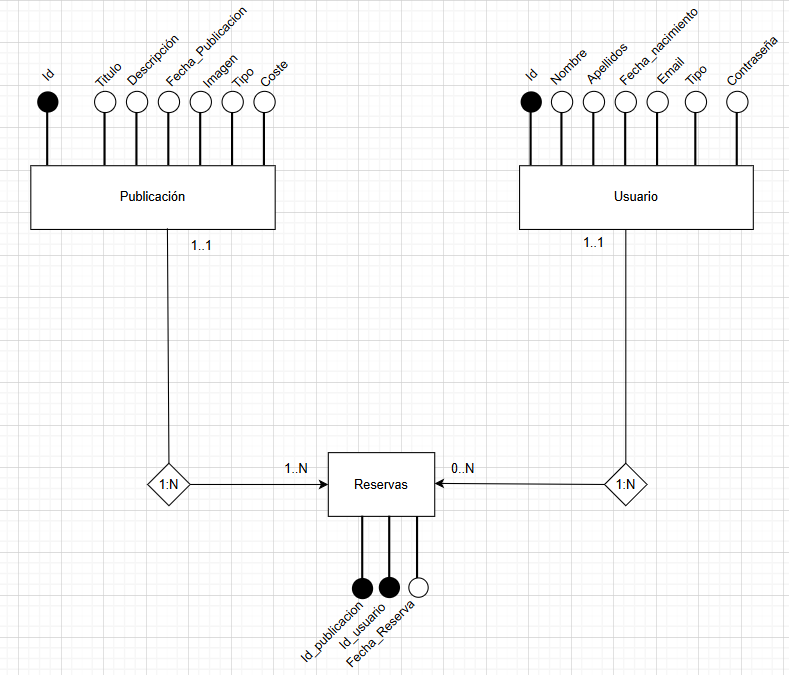 Id
Titulo
Descripción
Fecha_Publicacion
Imagen
Tipo
Coste
Id
Nombre
Apellidos
Fecha_nacimiento
Email
Tipo
Contraseña
Publicación
Usuario
1..1
1..1
1..N
0..N
1:N
Reservas
1:N
Id_publicacion
Id_usuario
Fecha_Reserva